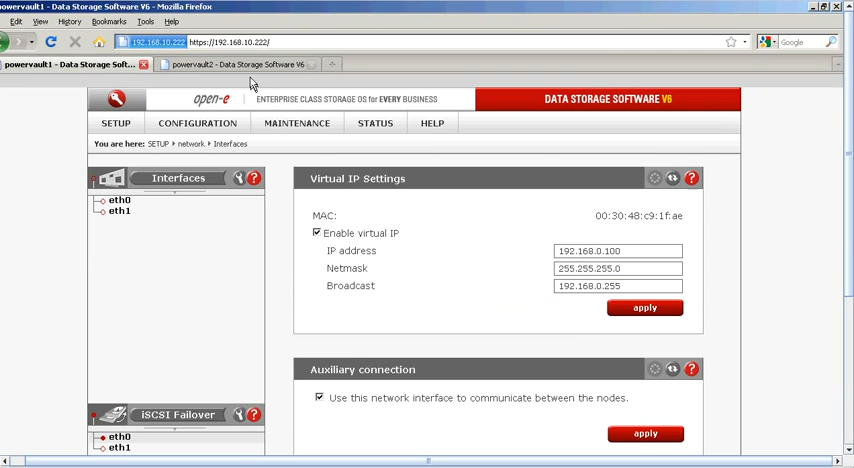 powervault1 - Data Storage Software V6 - Mozilla Firefox
Edit View History Bookmarks Tools Help
192.168.10.222 https://192.168.10.222/ Google
powervault1 - Data Storage Soft... powervault2 - Data Storage Software V6
open-e ENTERPRISE CLASS STORAGE OS for EVERY BUSINESS DATA STORAGE SOFTWARE V6
SETUP CONFIGURATION MAINTENANCE STATUS HELP
You are here: SETUP network Interfaces
Interfaces
eth0
eth1
Virtual IP Settings
MAC: 00:30:48:c9:1f:ae
Enable virtual IP
IP address 192.168.0.100
Netmask 255.255.255.0
Broadcast 192.168.0.255
apply
Auxiliary connection
Use this network interface to communicate between the nodes.
apply
iSCSI Failover
eth0
eth1